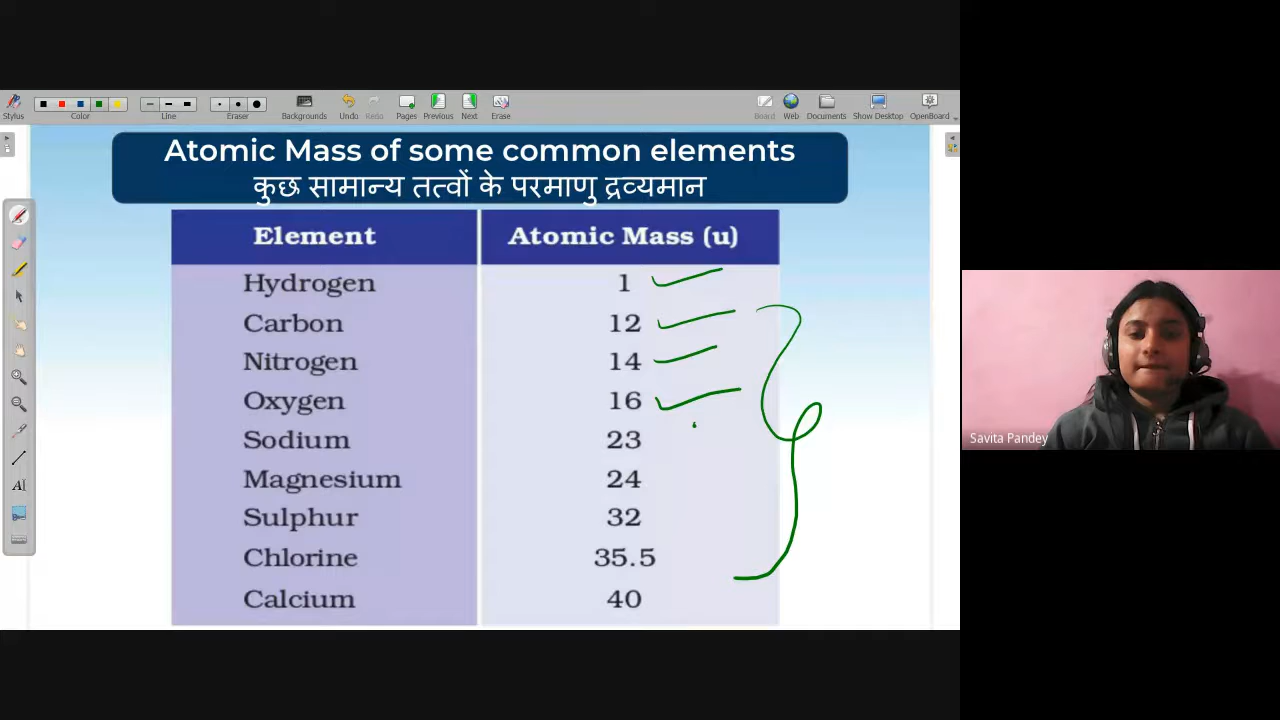 Stylus
Color
Line
Eraser
Backgrounds
Undo
Redo
Pages
Previous
Next
Erase
Board
Web
Documents
Show Desktop
OpenBoard
Atomic Mass of some common elements
कुछ सामान्य तत्वों के परमाणु द्रव्यमान
Element Atomic Mass (u)
Hydrogen 1
Carbon 12
Nitrogen 14
Oxygen 16
Sodium 23
Magnesium 24
Sulphur 32
Chlorine 35.5
Calcium 40
Savita Pandey